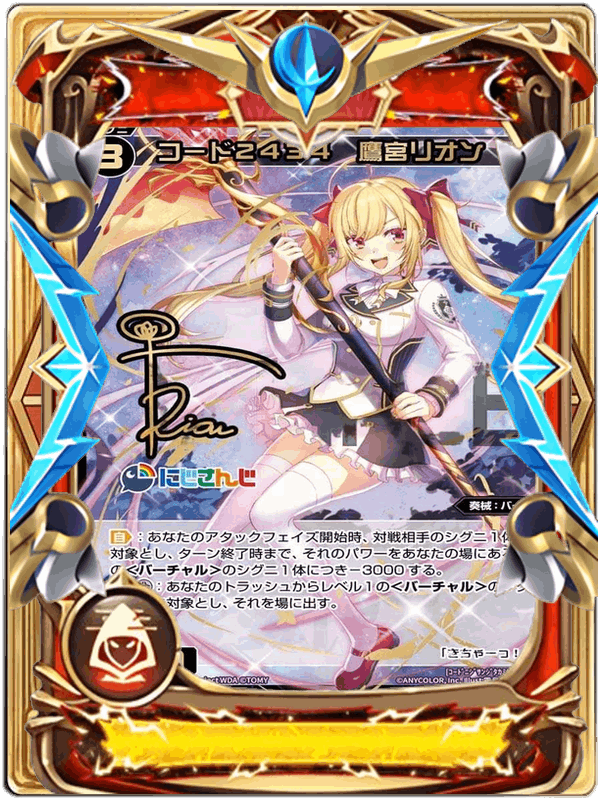 3 コード2434 鷹宮リオン
Rion
にじさんじ
奏械:バー
自:あなたのアタックフェイズ開始時、対戦相手のシグニ1体
対象とし、ターン終了時まで、それのパワーをあなたの場にあ
の<バーチャル>のシグニ1体につき-3000する。
:あなたのトラッシュからレベル1の<バーチャル>の
対象とし、それを場に出す。
「きちゃーっ!
ject WDA ©TOMY
©ANYCOLOR, Inc.